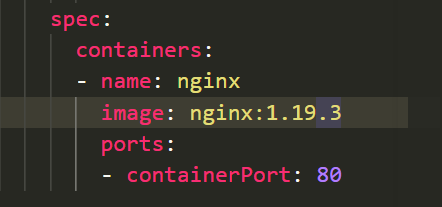 spec:
containers:
- name: nginx
image: nginx:1.19.3
ports:
- containerPort: 80